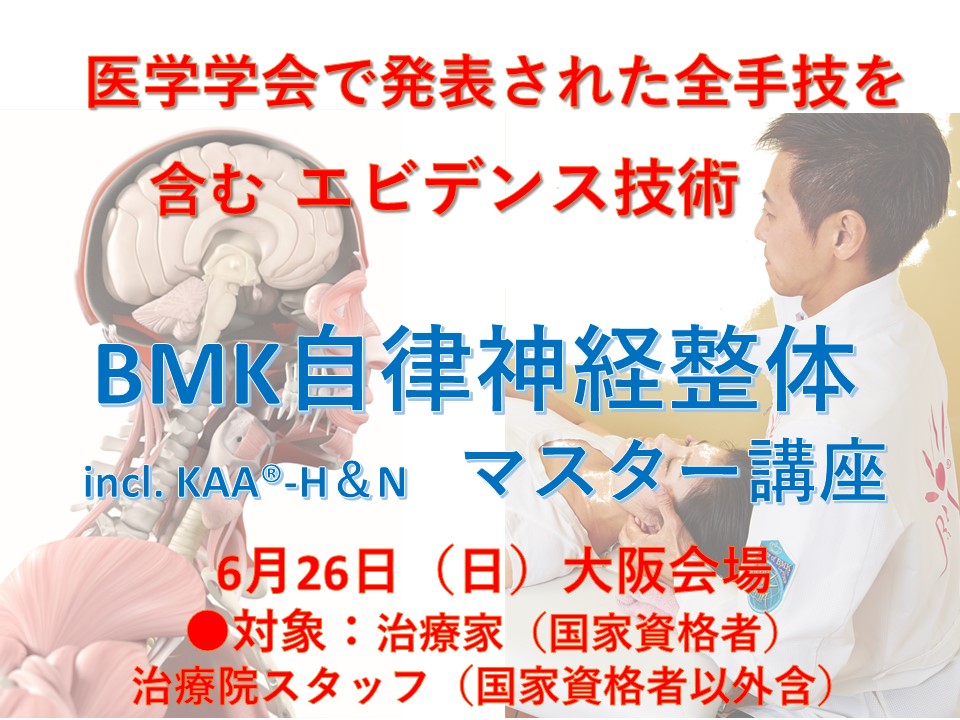 医学学会で発表された全手技を
含む エビデンス技術
BMK自律神経整体
incl. KAA®-H＆N マスター講座
6月26日（日）大阪会場
●対象：治療家（国家資格者）
治療院スタッフ（国家資格者以外含）